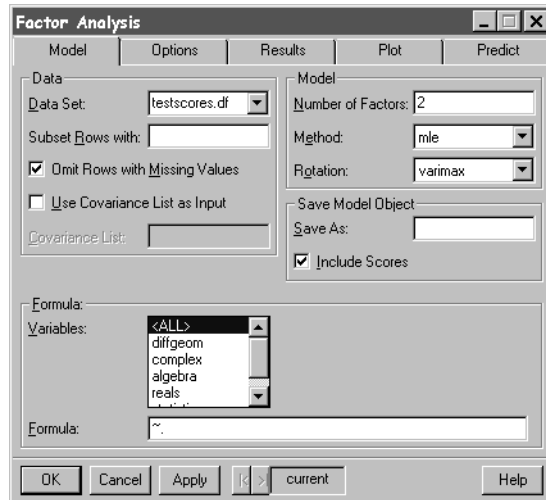 Factor Analysis
Model Options Results Plot Predict
Data
Data Set: testscores.df
Subset Rows with:
Omit Rows with Missing Values
Use Covariance List as Input
Covariance List:
Model
Number of Factors: 2
Method: mle
Rotation: varimax
Save Model Object
Save As:
Include Scores
Formula:
Variables: <ALL>
diffgeom
complex
algebra
reals
Formula: ~.
OK Cancel Apply current Help